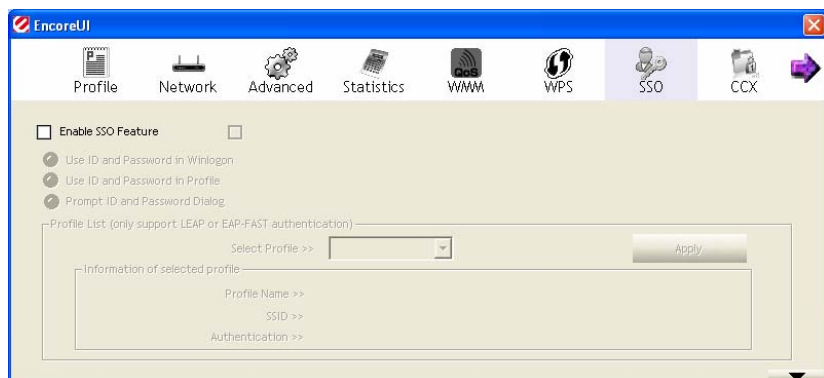 EncoreUI
Profile Network Advanced Statistics WMM WPS SSO CCX
Enable SSO Feature
Use ID and Password in Winlogon
Use ID and Password in Profile
Prompt ID and Password Dialog
Profile List (only support LEAP or EAP-FAST authentication)
Select Profile >> Apply
Information of selected profile
Profile Name >>
SSID >>
Authentication >>